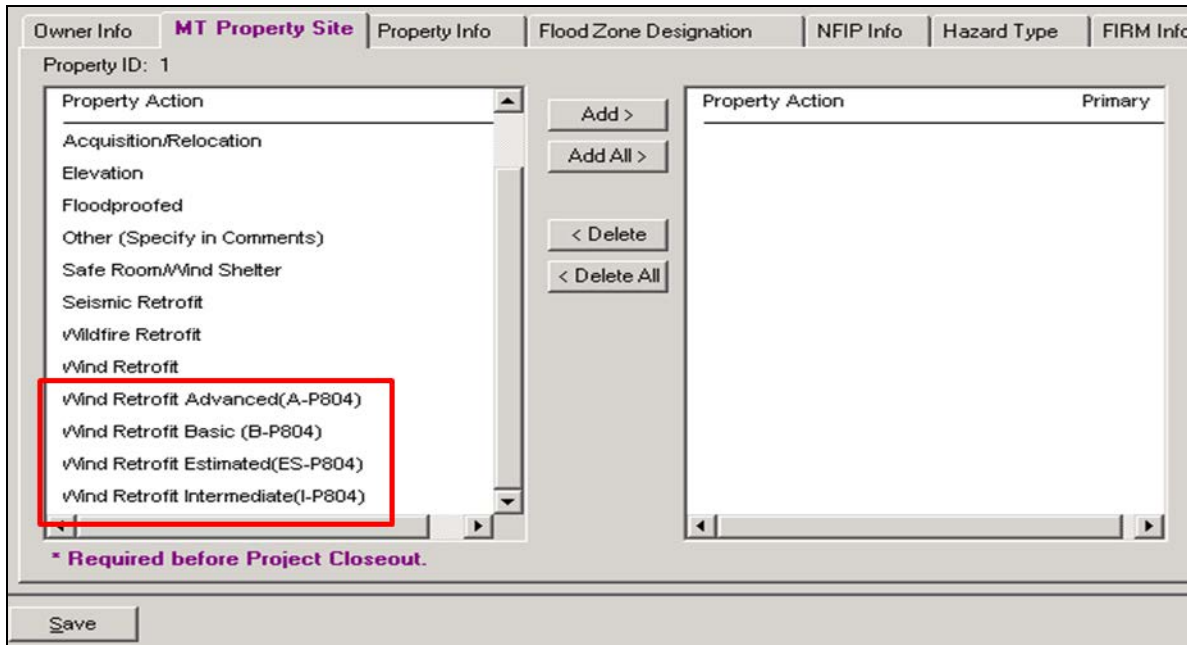 Owner Info MT Property Site Property Info Flood Zone Designation NFIP Info Hazard Type FIRM Info
Property ID: 1
Property Action
Acquisition/Relocation
Elevation
Floodproofed
Other (Specify in Comments)
Safe Room/Wind Shelter
Seismic Retrofit
Wildfire Retrofit
Wind Retrofit
Wind Retrofit Advanced(A-P804)
Wind Retrofit Basic (B-P804)
Wind Retrofit Estimated(ES-P804)
Wind Retrofit Intermediate(I-P804)
Add >
Add All >
< Delete
< Delete All
Property Action Primary
* Required before Project Closeout.
Save